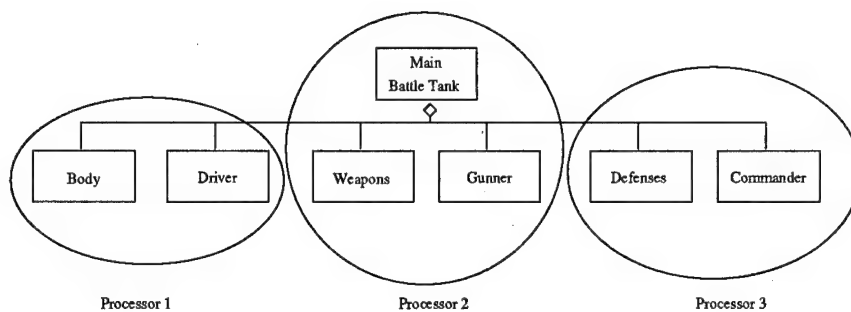 Main
Battle Tank
Body
Driver
Weapons
Gunner
Defenses
Commander
Processor 1
Processor 2
Processor 3